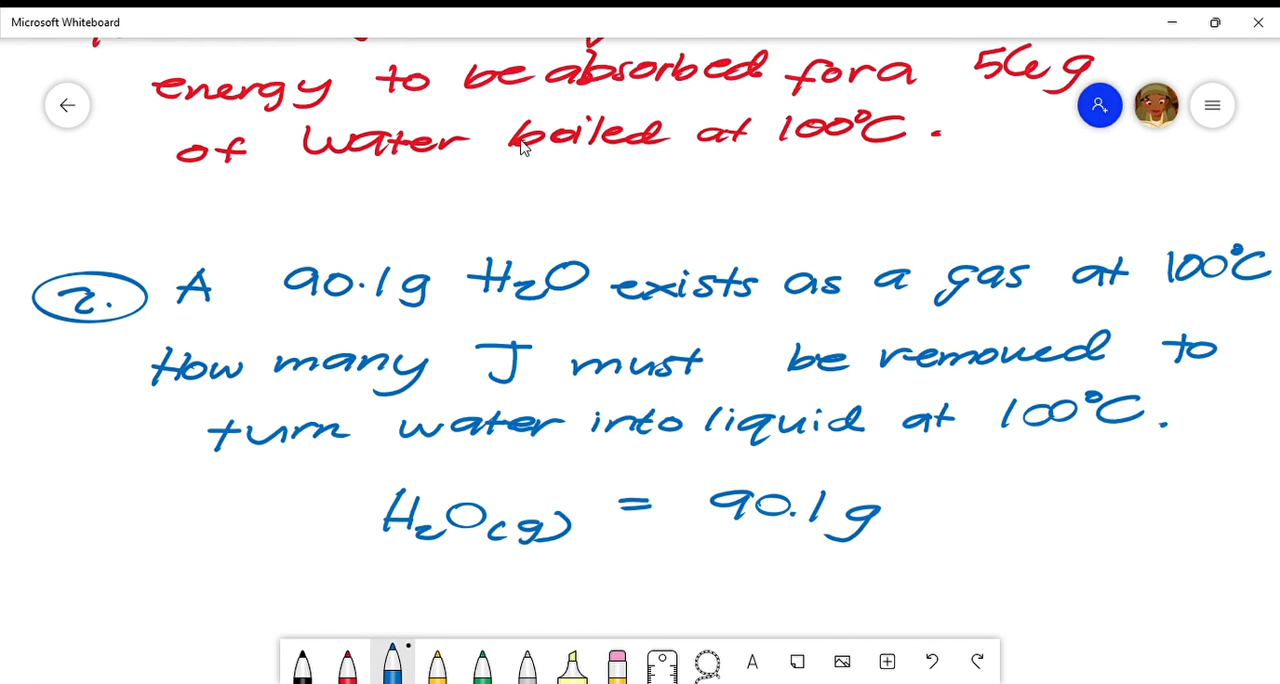 Microsoft Whiteboard
energy to be absorbed for a 56g
of water boiled at 100°C.
2. A 90.1g H2O exists as a gas at 100°C
How many J must be removed to
turn water into liquid at 100°C.
H2O(g) = 90.1g
A